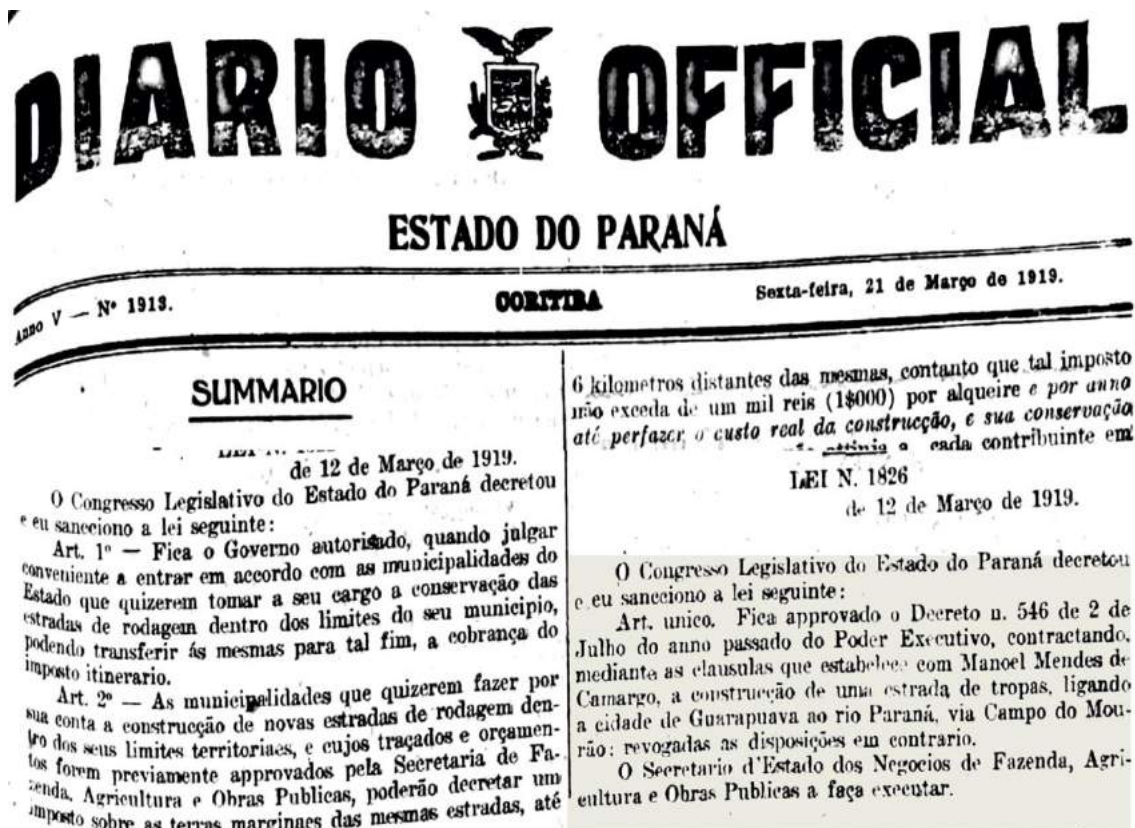 DIARIO OFFICIAL
ESTADO DO PARANÁ
Anno V — Nº 1913.
CORITIBA
Sexta-feira, 21 de Março de 1919.
SUMMARIO
de 12 de Março de 1919.
O Congresso Legislativo do Estado do Paraná decretou
e eu sancciono a lei seguinte:
Art. 1º — Fica o Governo autorisado, quando julgar
conveniente a entrar em accordo com as municipalidades do
Estado que quizerem tomar a seu cargo a conservação das
estradas de rodagem dentro dos limites do seu municipio,
podendo transferir ás mesmas para tal fim, a cobrança do
imposto itinerario.
Art. 2º — As municipalidades que quizerem fazer por
sua conta a construcção de novas estradas de rodagem den-
tro dos seus limites territoriaes, e cujos traçados e orçamen-
tos forem previamente approvados pela Secretaria de Fa-
zenda, Agricultura e Obras Publicas, poderão decretar um
imposto sobre as terras marginaes das mesmas estradas, até
6 kilometros distantes das mesmas, contanto que tal imposto
não exceda de um mil reis (1$000) por alqueire e por anno
até perfazer o custo real da construcção, e sua conservação
a cada contribuinte em
LEI N. 1826
de 12 de Março de 1919.
O Congresso Legislativo do Estado do Paraná decretou
e eu sancciono a lei seguinte:
Art. unico. Fica approvado o Decreto n. 546 de 2 de
Julho do anno passado do Poder Executivo, contractando,
mediante as clausulas que estabelece com Manoel Mendes de
Camargo, a construcção de uma estrada de tropas, ligando
a cidade de Guarapuava ao rio Paraná, via Campo do Mou-
rão; revogadas as disposições em contrario.
O Secretario d'Estado dos Negocios de Fazenda, Agri-
cultura e Obras Publicas a faça executar.